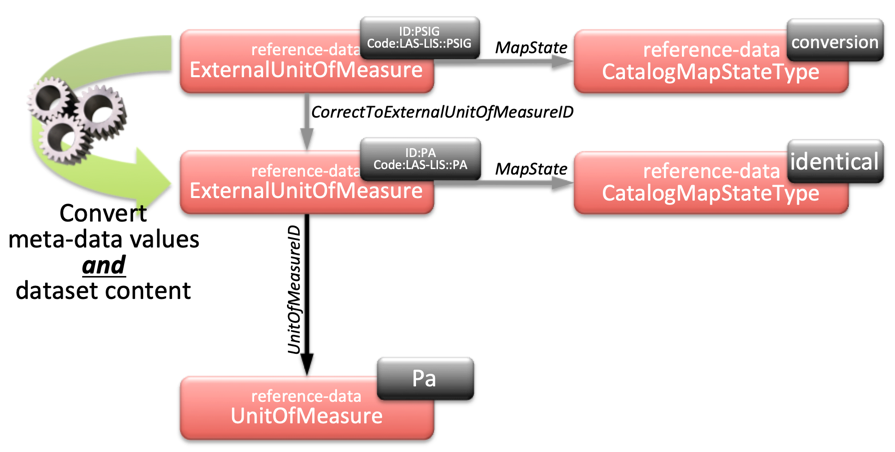 ID:PSIG
Code:LAS-LIS::PSIG
reference-data
ExternalUnitOfMeasure
MapState
conversion
reference-data
CatalogMapStateType
CorrectToExternalUnitOfMeasureID
ID:PA
Code:LAS-LIS::PA
reference-data
ExternalUnitOfMeasure
MapState
identical
reference-data
CatalogMapStateType
Convert
meta-data values
and
dataset content
UnitOfMeasureID
Pa
reference-data
UnitOfMeasure